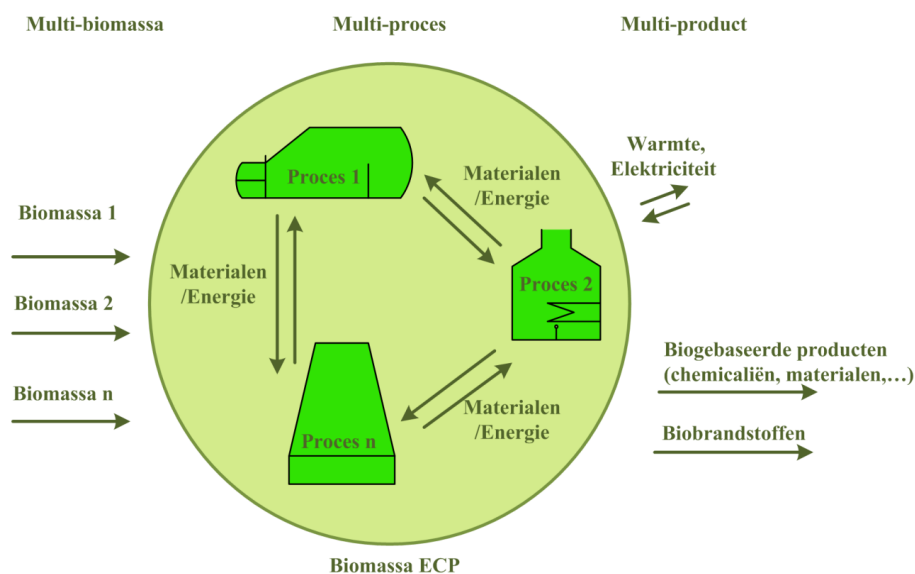 Multi-biomassa
Multi-proces
Multi-product
Warmte,
Elektriciteit
Proces 1
Materialen
/Energie
Biomassa 1
Materialen
/Energie
Proces 2
Biomassa 2
Biogebaseerde producten
(chemicaliën, materialen,...)
Biomassa n
Materialen
/Energie
Proces n
Biobrandstoffen
Biomassa ECP